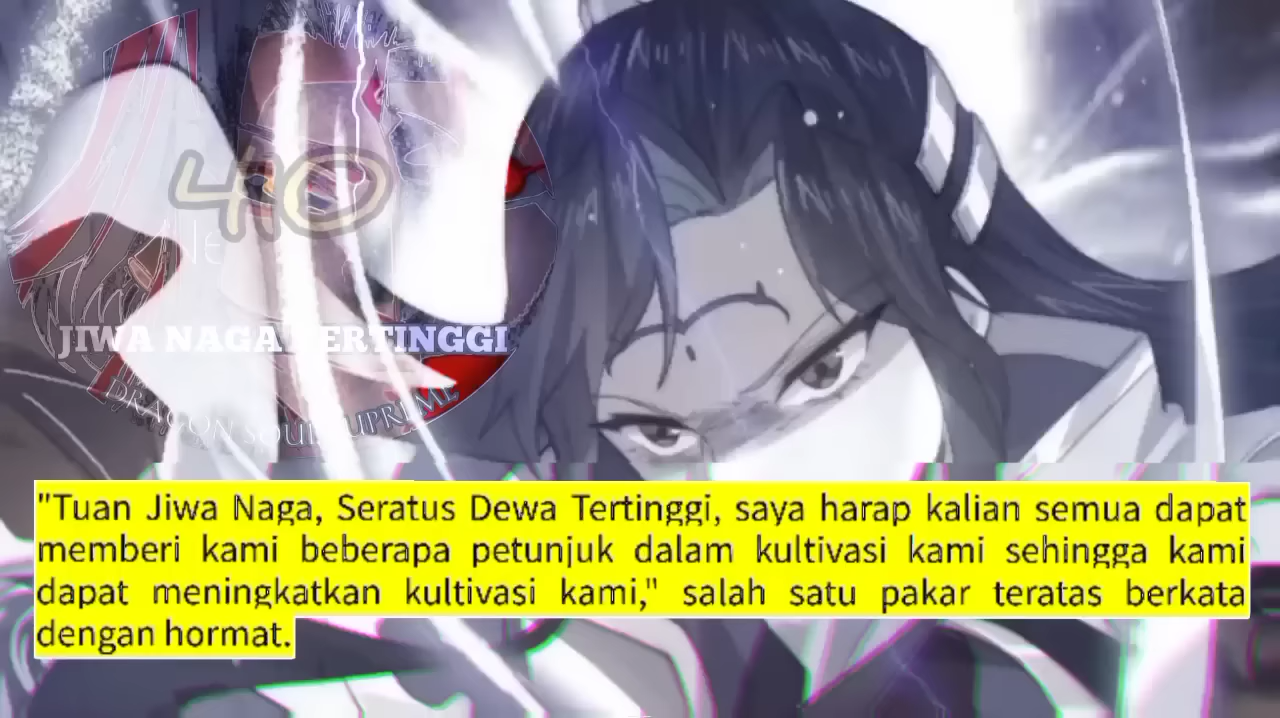 40
JIWA NAGA TERTINGGI
DRAGON SOUL SUPREME
"Tuan Jiwa Naga, Seratus Dewa Tertinggi, saya harap kalian semua dapat
memberi kami beberapa petunjuk dalam kultivasi kami sehingga kami
dapat meningkatkan kultivasi kami," salah satu pakar teratas berkata
dengan hormat.